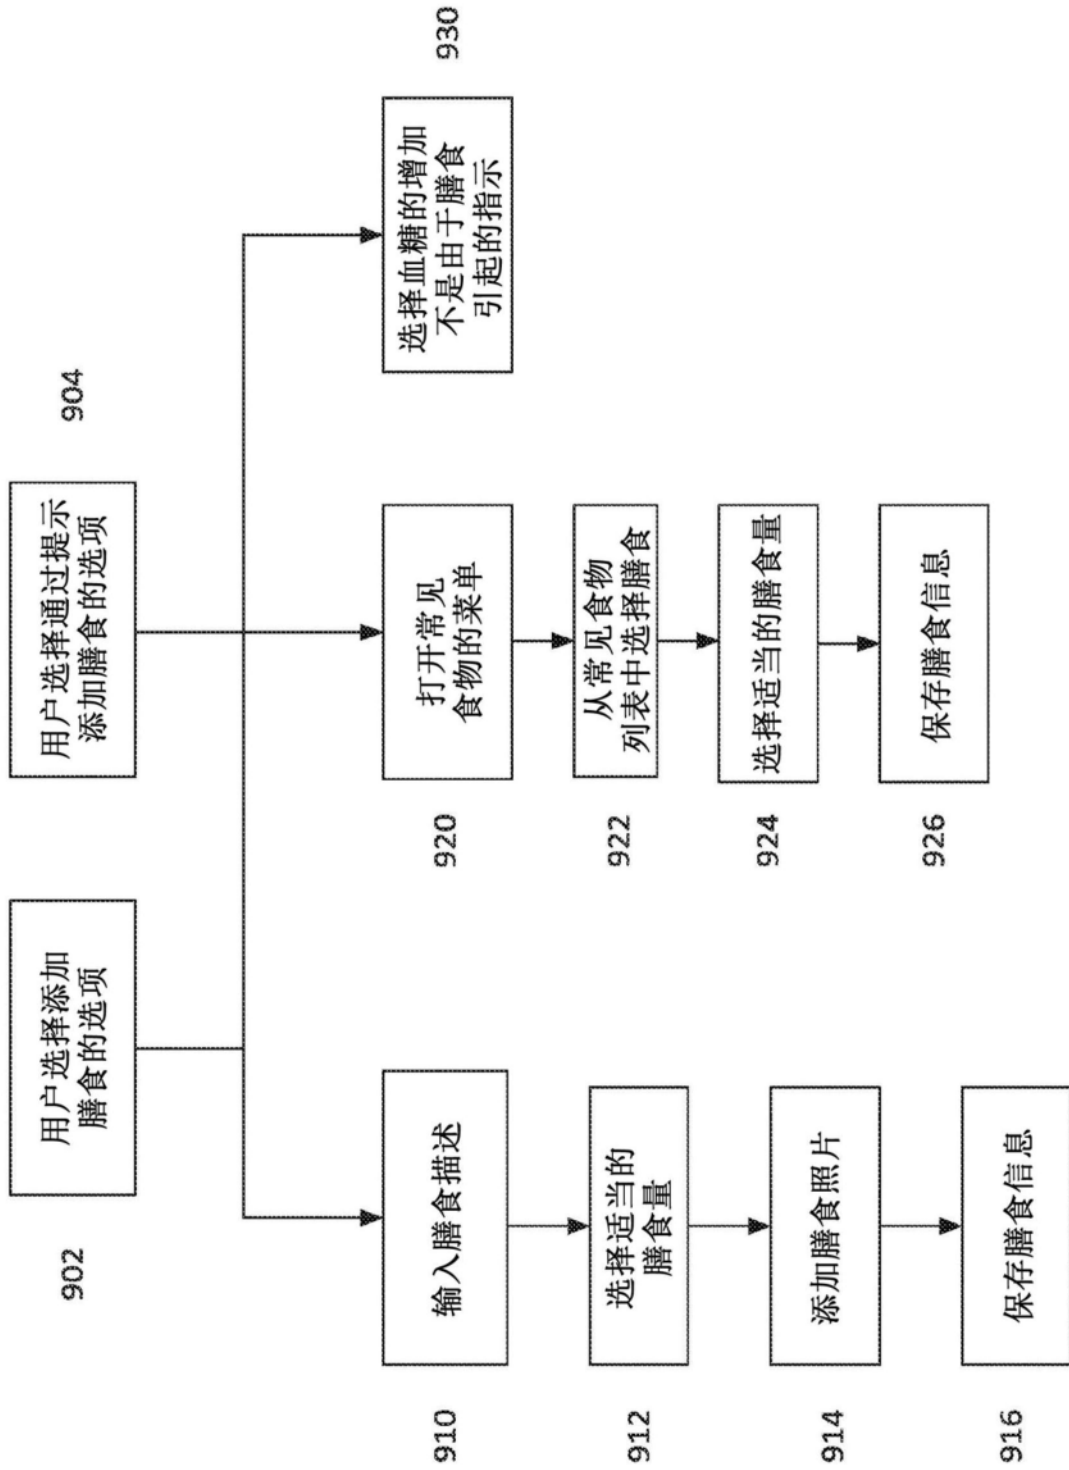 902
用户选择添加
膳食的选项
用户选择通过提示
添加膳食的选项
904
910
输入膳食描述
912
选择适当的
膳食量
914
添加膳食照片
916
保存膳食信息
920
打开常见
食物的菜单
922
从常见食物
列表中选择膳食
924
选择适当的膳食量
926
保存膳食信息
选择血糖的增加
不是由于膳食
引起的指示
930